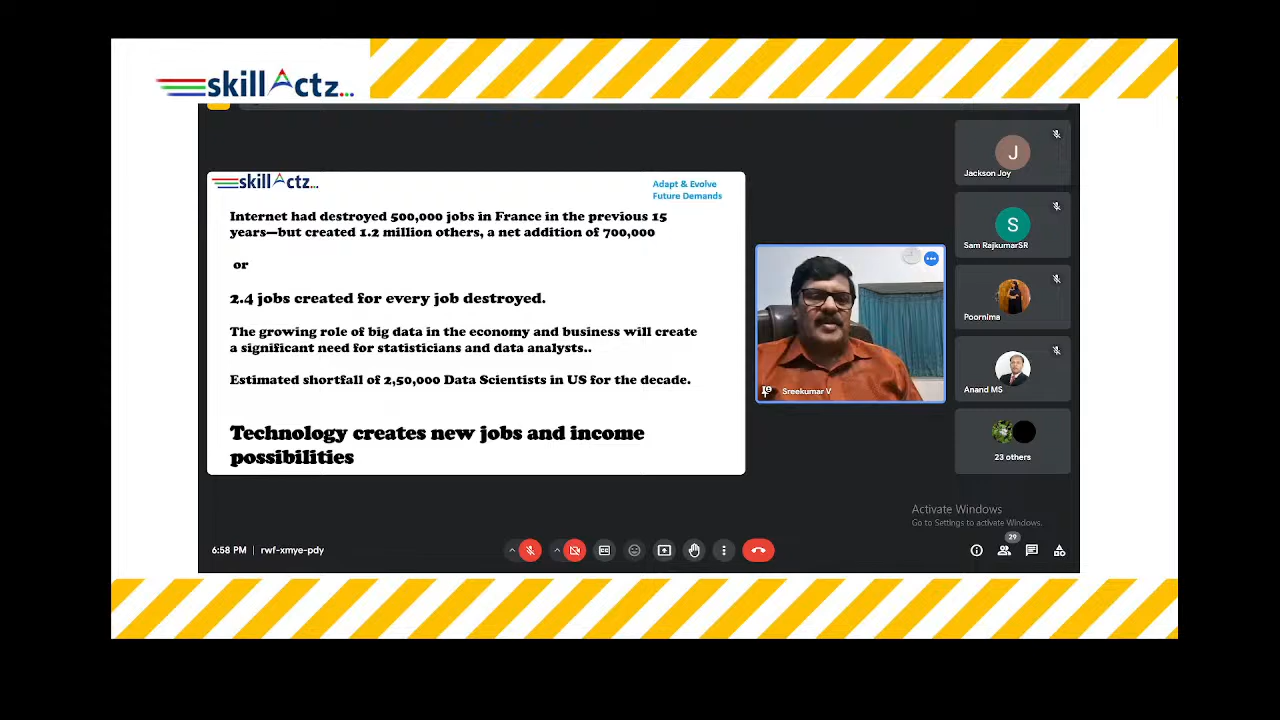 skillActz...
skillActz...
Adapt & Evolve
Future Demands
Internet had destroyed 500,000 jobs in France in the previous 15
years—but created 1.2 million others, a net addition of 700,000
or
2.4 jobs created for every job destroyed.
The growing role of big data in the economy and business will create
a significant need for statisticians and data analysts..
Estimated shortfall of 2,50,000 Data Scientists in US for the decade.
Technology creates new jobs and income
possibilities
Sreekumar V
J
Jackson Joy
S
Sam RajkumarSR
Poornima
Anand MS
23 others
Activate Windows
Go to Settings to activate Windows.
6:58 PM | rwf-xmye-pdy
29